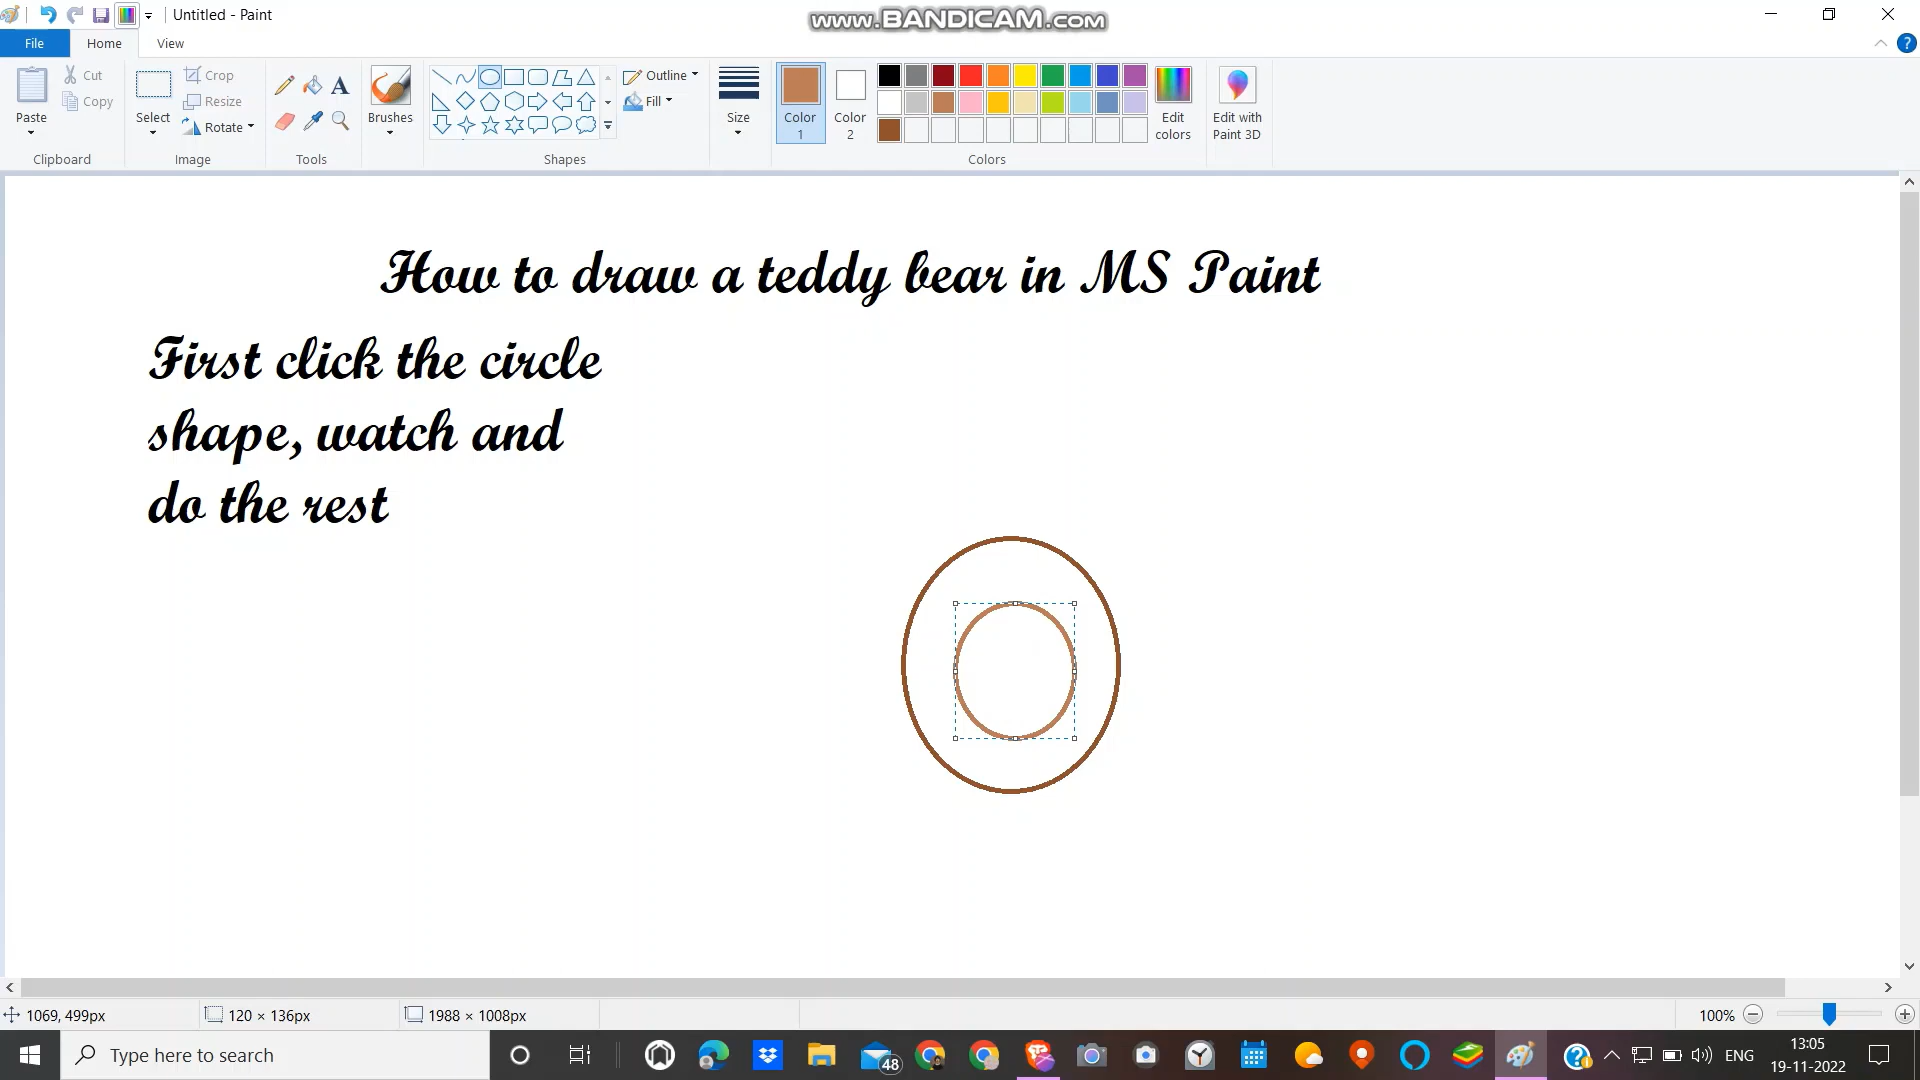 Untitled - Paint
www.BANDICAM.com
File Home View
Cut
Copy
Paste
Clipboard
Select
Crop
Resize
Rotate
Image
Tools
Brushes
Shapes
Outline
Fill
Size
Color 1
Color 2
Colors
Edit colors
Edit with Paint 3D
How to draw a teddy bear in MS Paint
First click the circle
shape, watch and
do the rest
1069, 499px 120 × 136px 1988 × 1008px 100%
Type here to search 48 ENG 13:05
19-11-2022